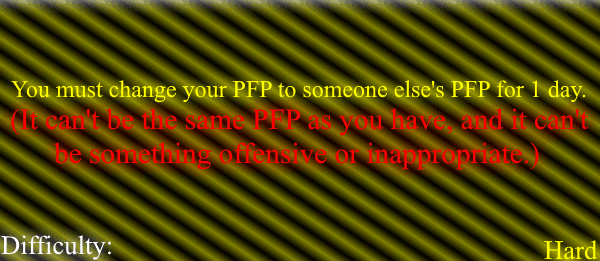 You must change your PFP to someone else's PFP for 1 day.
(It can't be the same PFP as you have, and it can't
be something offensive or inappropriate.)
Difficulty:
Hard